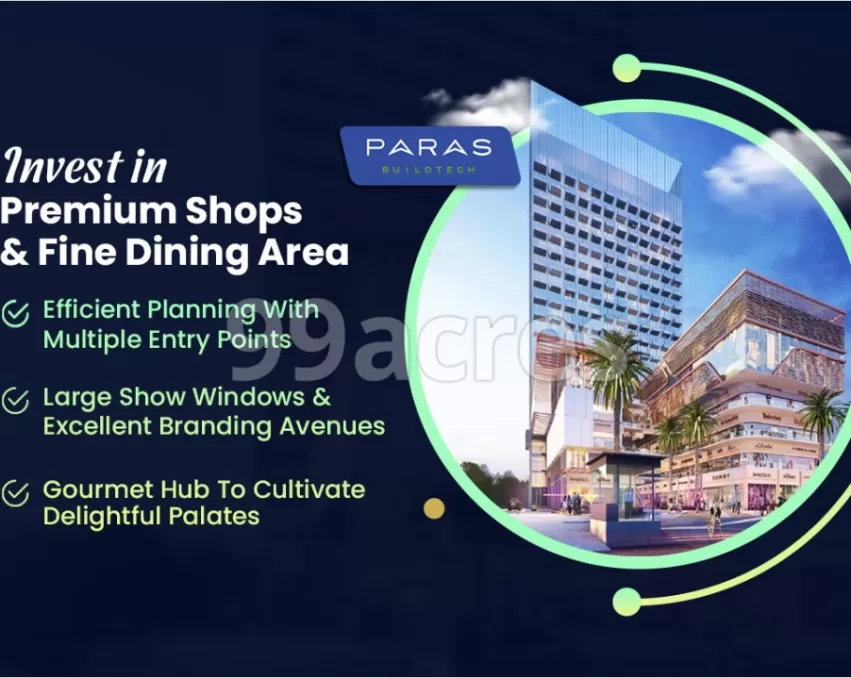 Invest in
Premium Shops
& Fine Dining Area
Efficient Planning With
Multiple Entry Points
Large Show Windows &
Excellent Branding Avenues
Gourmet Hub To Cultivate
Delightful Palates
PARAS
BUILDTECH
99acres